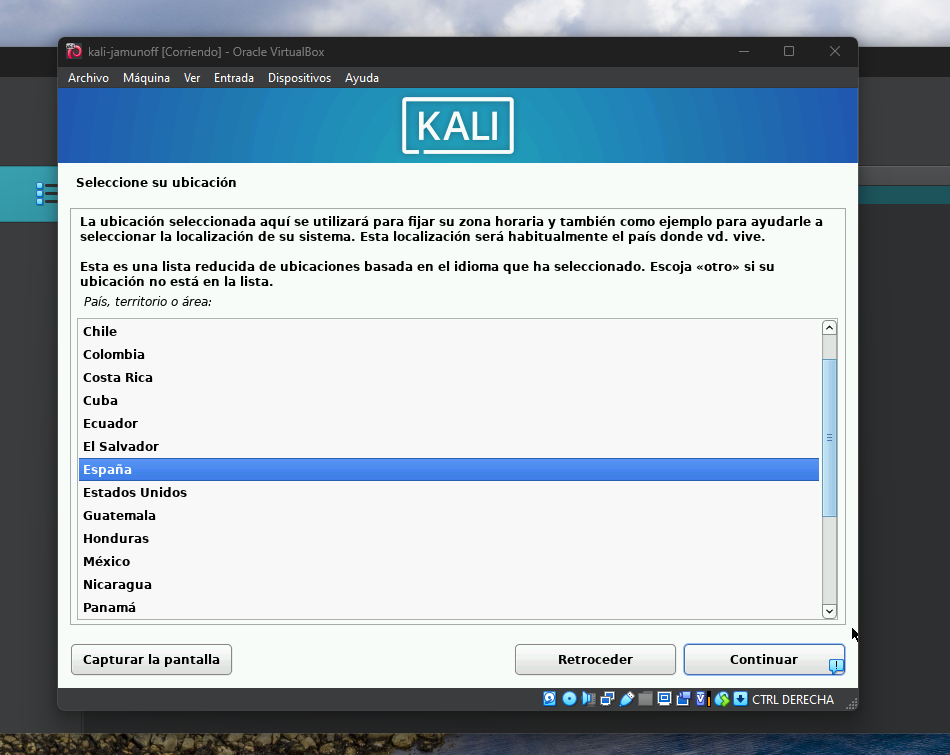 kali-jamunoff [Corriendo] - Oracle VirtualBox
Archivo Máquina Ver Entrada Dispositivos Ayuda
KALI
Seleccione su ubicación
La ubicación seleccionada aquí se utilizará para fijar su zona horaria y también como ejemplo para ayudarle a
seleccionar la localización de su sistema. Esta localización será habitualmente el país donde vd. vive.
Esta es una lista reducida de ubicaciones basada en el idioma que ha seleccionado. Escoja «otro» si su
ubicación no está en la lista.
País, territorio o área:
Chile
Colombia
Costa Rica
Cuba
Ecuador
El Salvador
España
Estados Unidos
Guatemala
Honduras
México
Nicaragua
Panamá
Capturar la pantalla Retroceder Continuar
CTRL DERECHA